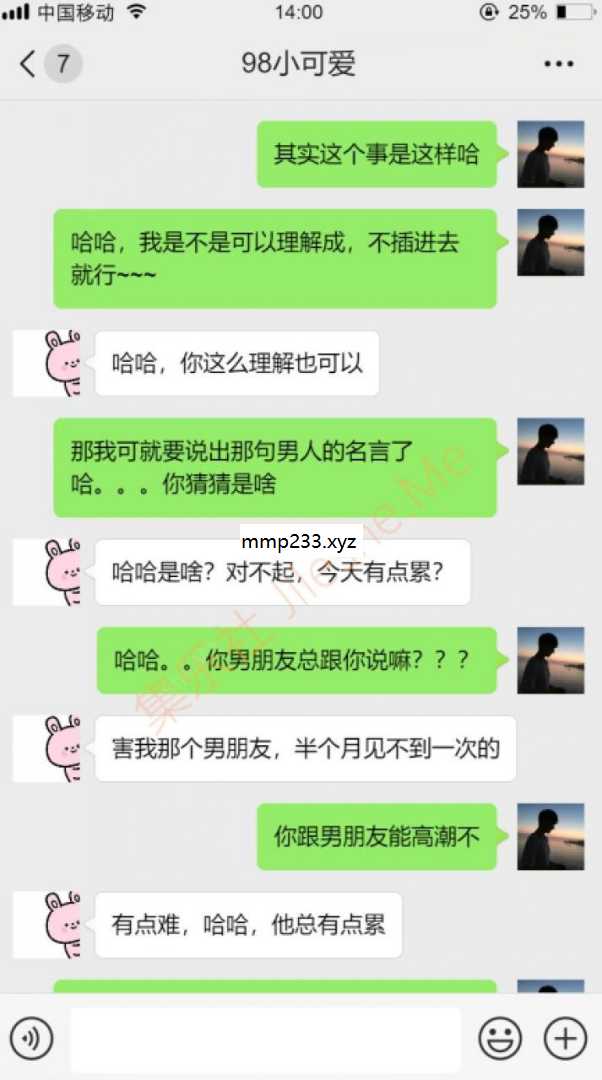 中国移动
14:00
25%
7
98小可爱
其实这个事是这样哈
哈哈，我是不是可以理解成，不插进去
就行~~~
哈哈，你这么理解也可以
那我可就要说出那句男人的名言了
哈。。。你猜猜是啥
mmp233.xyz
哈哈是啥？对不起，今天有点累？
哈哈。。你男朋友总跟你说嘛？？？
害我那个男朋友，半个月见不到一次的
你跟男朋友能高潮不
有点难，哈哈，他总有点累